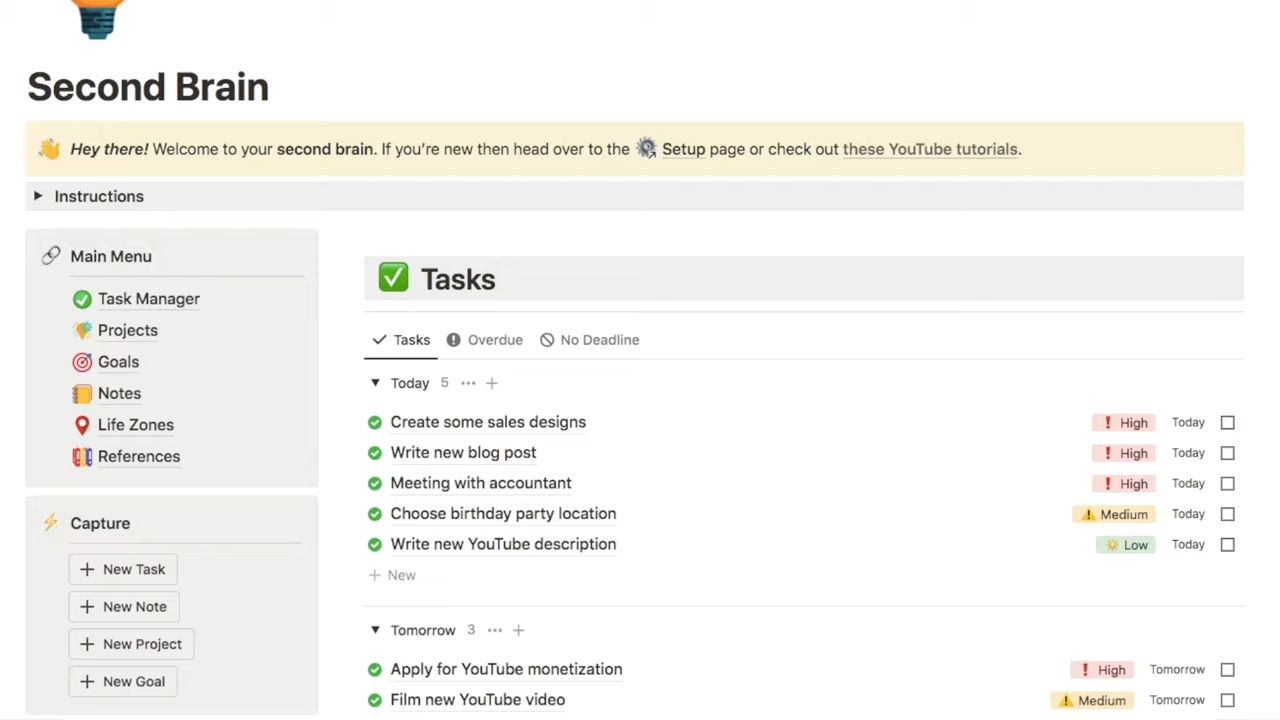 Second Brain
Hey there! Welcome to your second brain. If you're new then head over to the Setup page or check out these YouTube tutorials.
Instructions
Main Menu
Task Manager
Projects
Goals
Notes
Life Zones
References
Capture
New Task
New Note
New Project
New Goal
Tasks
Tasks Overdue No Deadline
Today 5
Create some sales designs High Today
Write new blog post High Today
Meeting with accountant High Today
Choose birthday party location Medium Today
Write new YouTube description Low Today
New
Tomorrow 3
Apply for YouTube monetization High Tomorrow
Film new YouTube video Medium Tomorrow